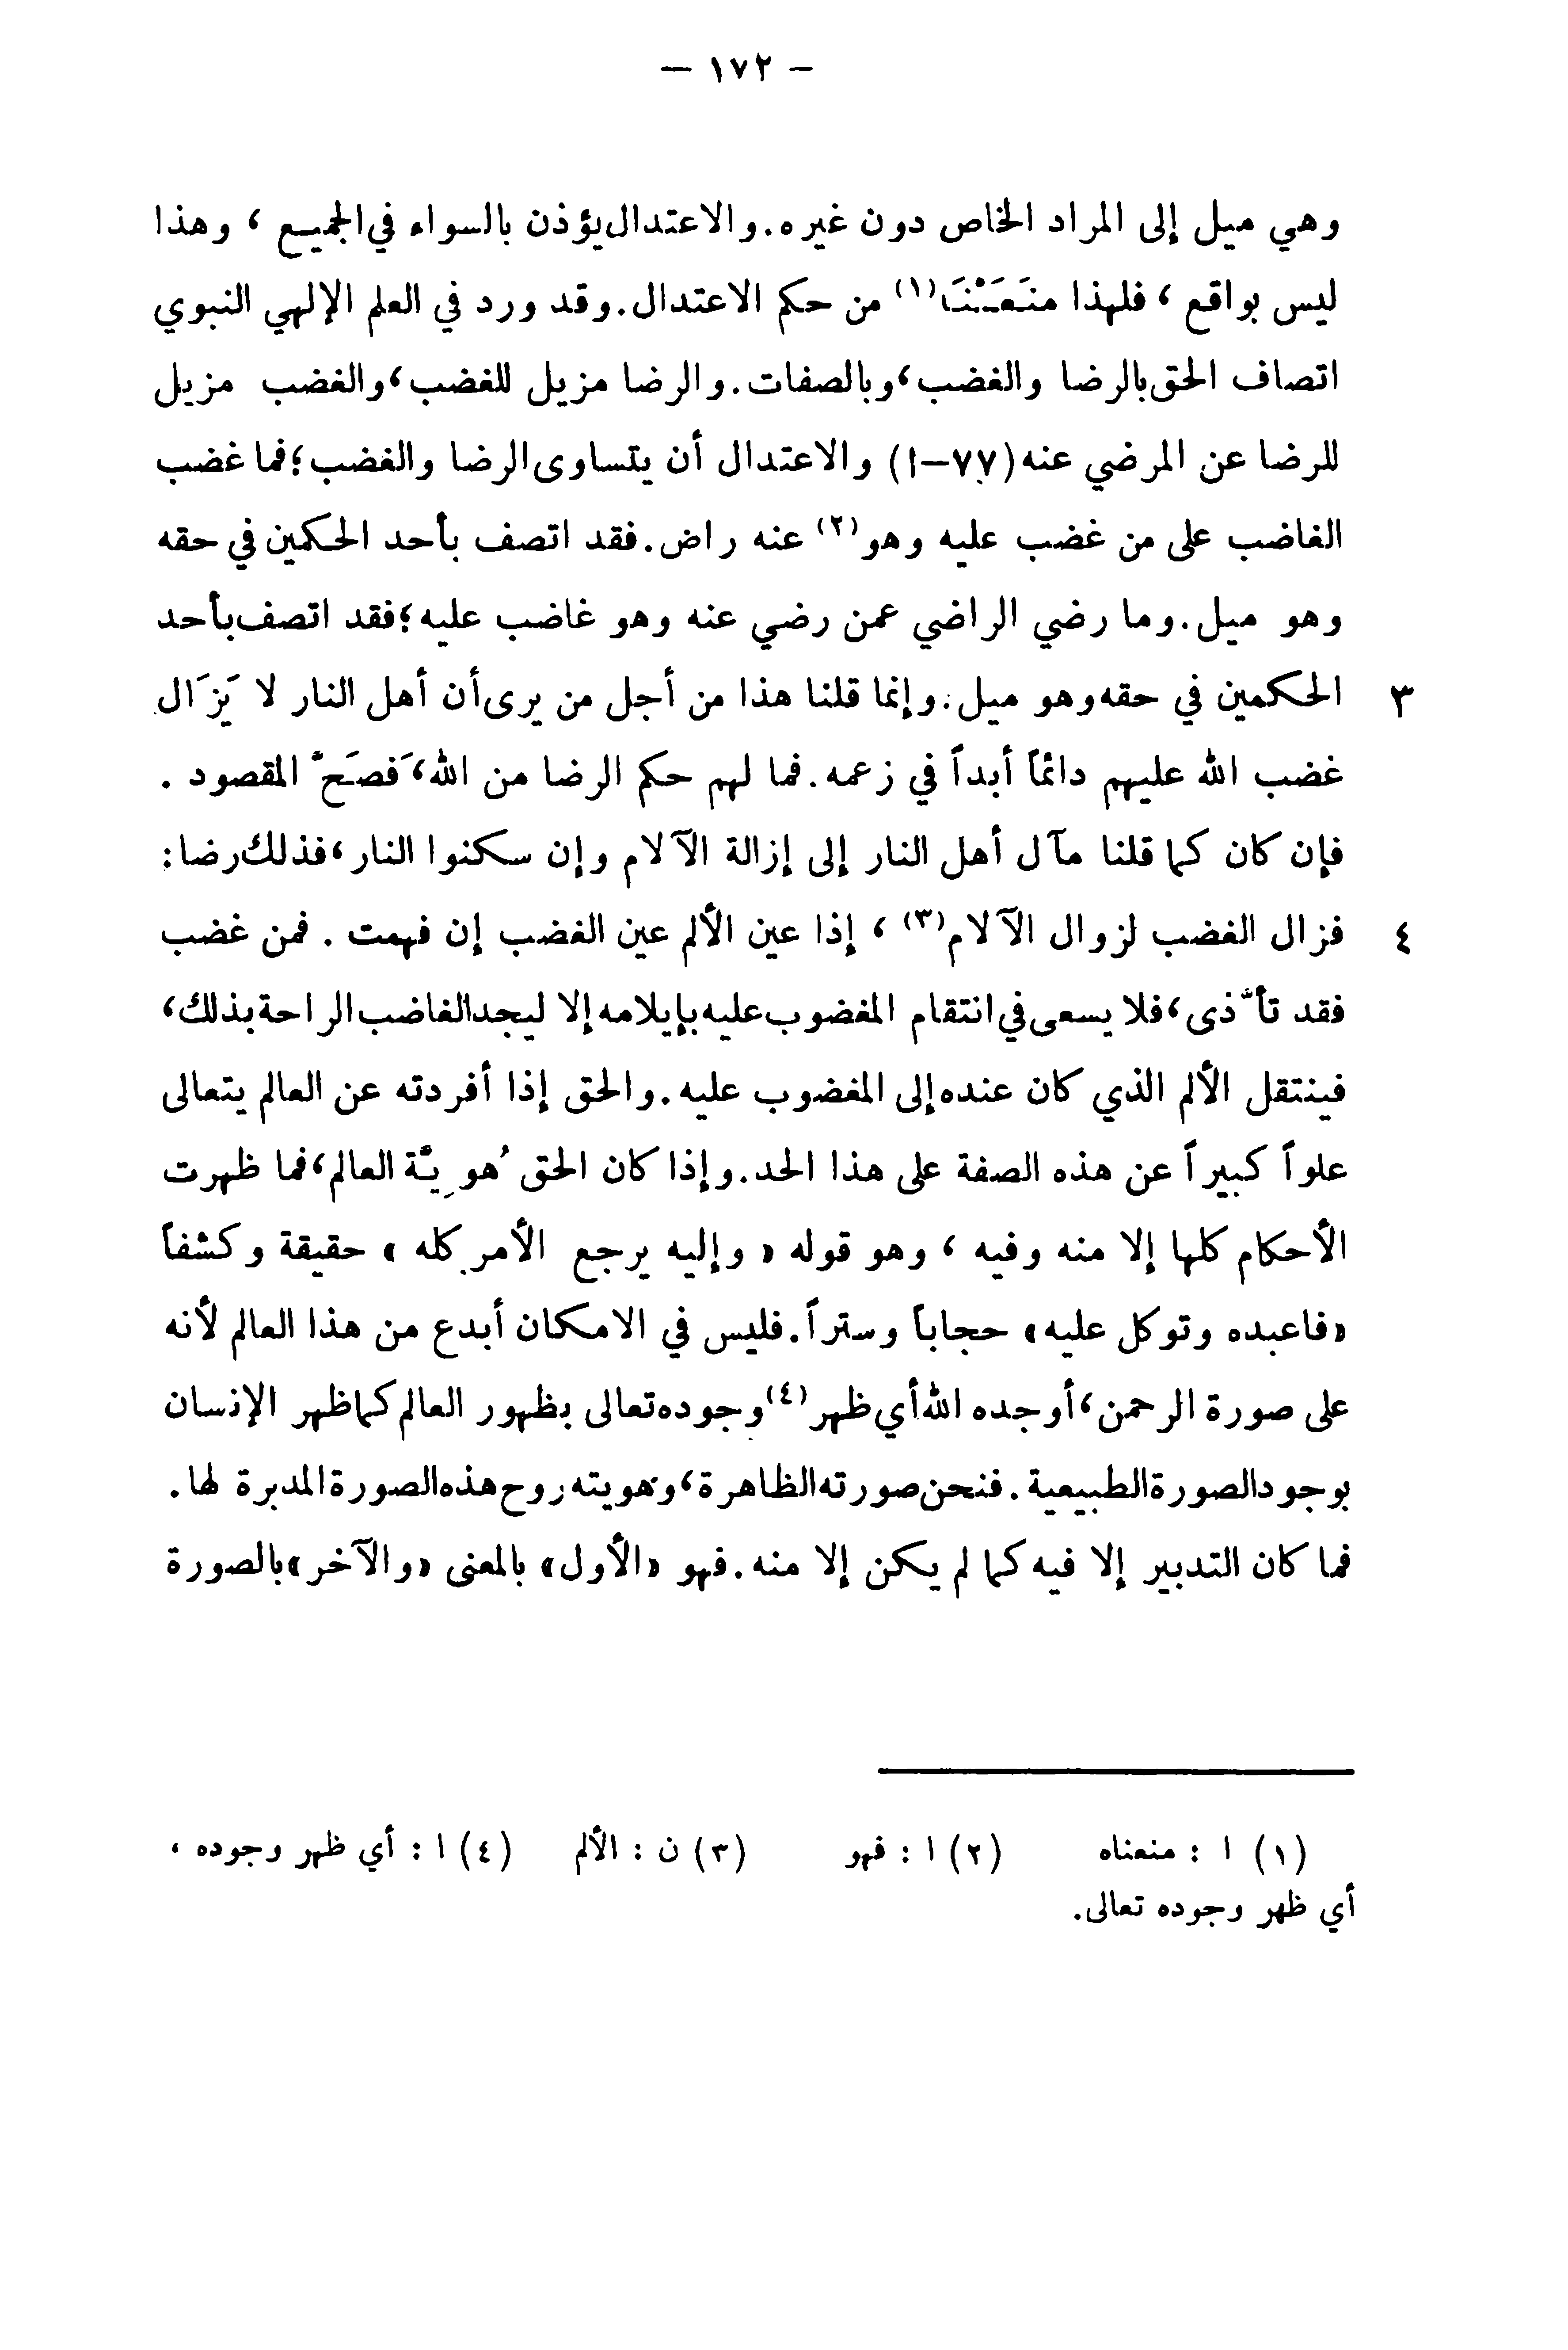 – ١٧٢ –
وهي ميل إلى المراد الخاص دون غيره. والاعتدال يؤذن بالسواء في الجميع ، وهذا
ليس بواقع ، فلهذا منَعَـنْنَا(١) من حكم الاعتدال. وقد ورد في العلم الإلهي النبوي
اتصاف الحق بالرضا والغضب ، وبالصفات. والرضا مزيل للغضب ، والغضب مزيل
للرضا عن المرضي عنه (٧٧–ا) والاعتدال أن يتساوى الرضا والغضب ؛ فما غضب
الغاضب على من غضب عليه وهو(٢) عنه راض. فقد اتصف بأحد الحكمين في حقه
وهو ميل. وما رضي الراضي عمن رضي عنه وهو غاضب عليه ؛ فقد اتصف بأحد
٣ الحكمين في حقه وهو ميل. وإنما قلنا هذا من أجل من يرى أن أهل النار لا يَزَال
غضب الله عليهم دائماً أبداً في زعمه. فما لهم حكم الرضا من الله ، فَصَحَّ المقصود .
فإن كان كما قلنا مآل أهل النار إلى إزالة الآلام وإن سكنوا النار ، فذلك رضا :
٤ فزال الغضب لزوال الآلام(٣) ، إذا عين الألم عين الغضب إن فهمت . فمن غضب
فقد تأذَّى ، فلا يسعى في انتقام المغضوب عليه بإيلامه إلا ليجد الغاضب الراحة بذلك ،
فينتقل الألم الذي كان عنده إلى المغضوب عليه. والحق إذا أفردته عن العالم يتعالى
علواً كبيراً عن هذه الصفة على هذا الحد. وإذا كان الحق هُوِيَّة العالم ، فما ظهرت
الأحكام كلها إلا منه وفيه ، وهو قوله « وإليه يرجع الأمر كله » حقيقة وكشفاً
«فاعبده وتوكل عليه» حجاباً وستراً. فليس في الامكان أبدع من هذا العالم لأنه
على صورة الرحمن ، أوجده الله أي ظهر(٤) وجوده تعالى بظهور العالم كما ظهر الإنسان
بوجود الصورة الطبيعية. فنحن صورته الظاهرة ، وهويته روح هذه الصورة المدبرة لها.
فما كان التدبير إلا فيه كما لم يكن إلا منه. فهو «الأول» بالمعنى «والآخر» بالصورة
(١) ا : منعناه (٢) ا : فهو (٣) ن : الألم (٤) ا : أي ظهر وجوده ،
أي ظهر وجوده تعالى.